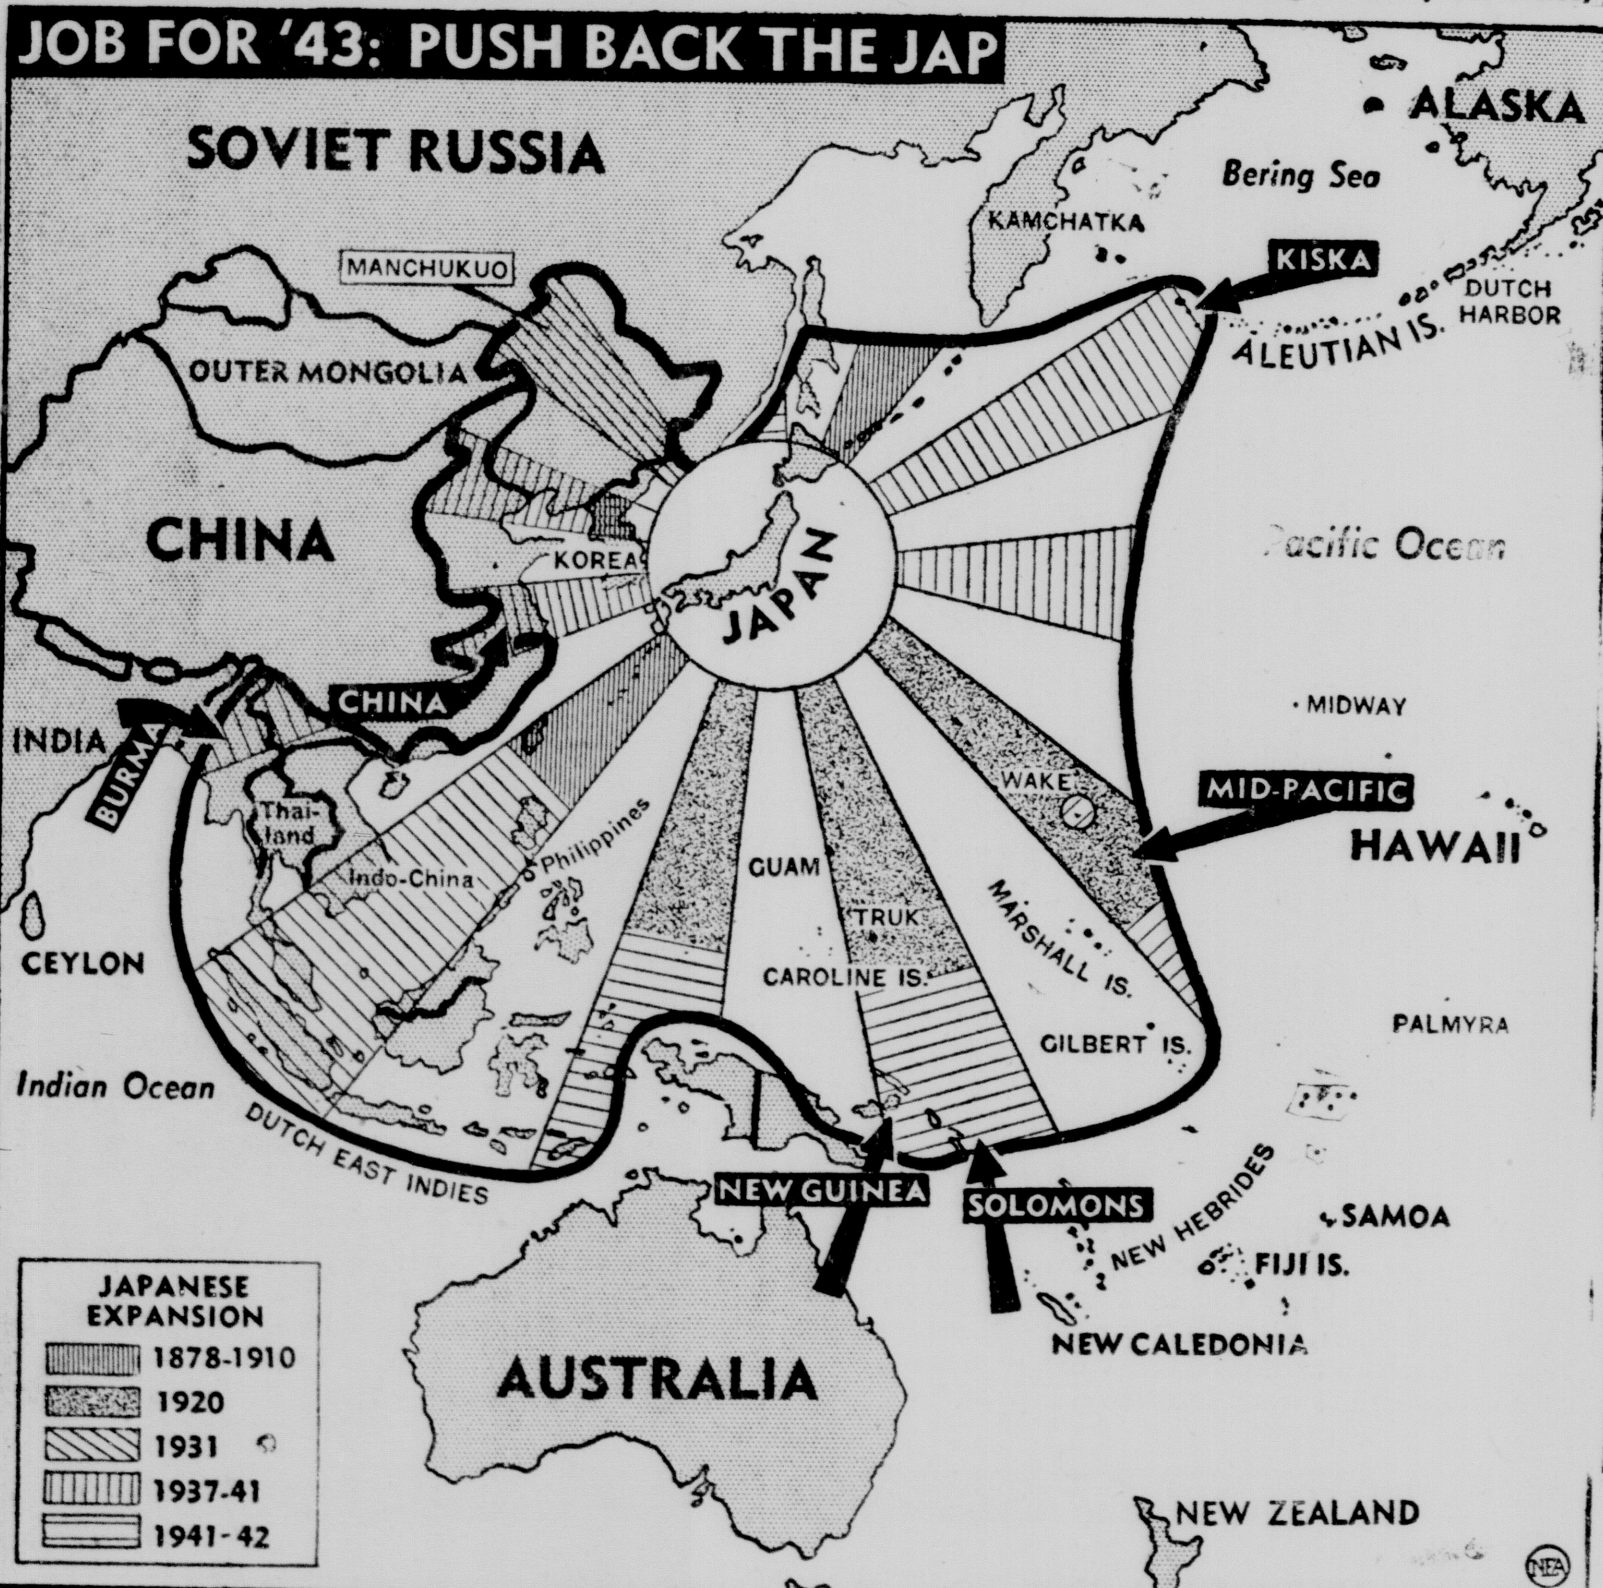 JOB FOR '43: PUSH BACK THE JAP
SOVIET RUSSIA
ALASKA
Bering Sea
KAMCHATKA
KISKA
MANCHUKUO
DUTCH
HARBOR
ALEUTIAN IS.
OUTER MONGOLIA
CHINA
KOREA
JAPAN
Pacific Ocean
MIDWAY
CHINA
INDIA
BURMA
WAKE
MID-PACIFIC
HAWAII
Thai-
land
Philippines
Indo-China
GUAM
TRUK
MARSHALL IS.
CEYLON
CAROLINE IS.
PALMYRA
GILBERT IS.
Indian Ocean
DUTCH EAST INDIES
NEW GUINEA
SOLOMONS
NEW HEBRIDES
SAMOA
FIJI IS.
NEW CALEDONIA
JAPANESE
EXPANSION
1878-1910
1920
1931
1937-41
1941-42
AUSTRALIA
NEW ZEALAND
NEA